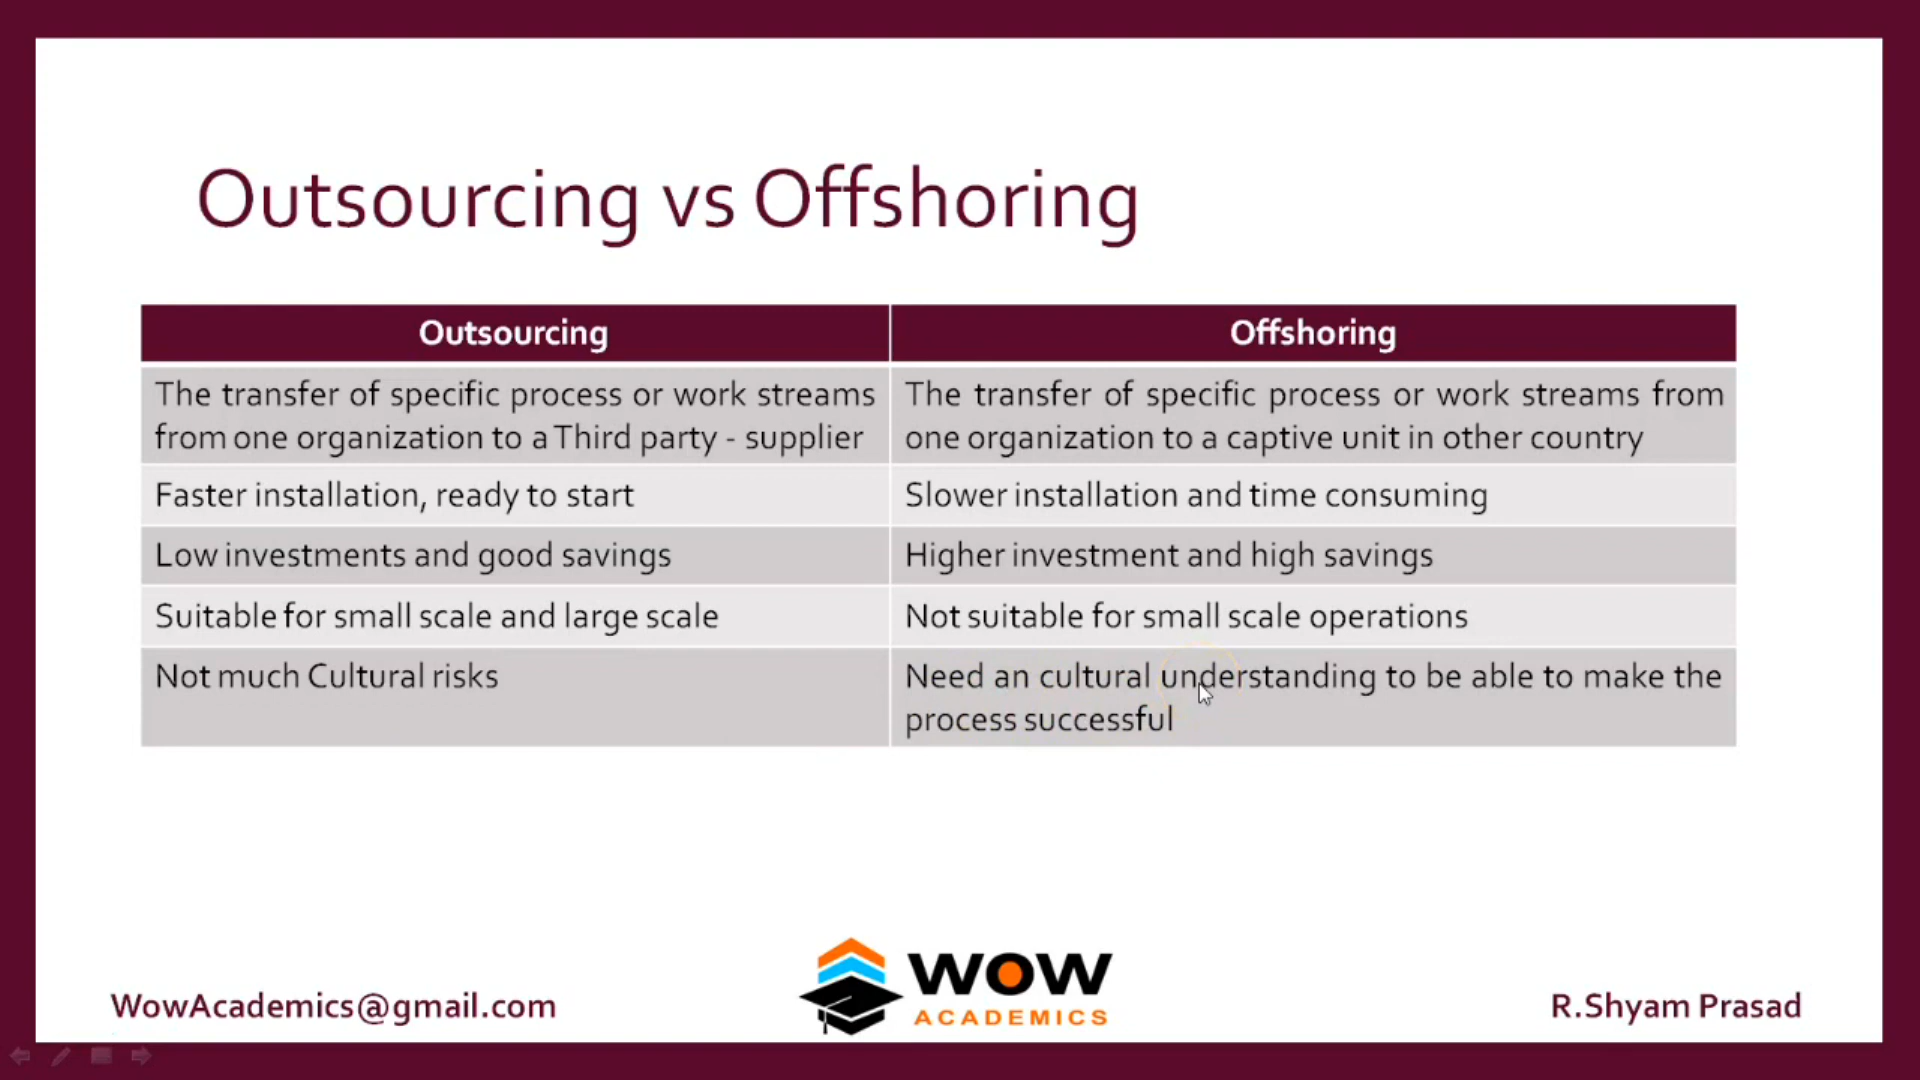 Outsourcing vs Offshoring
Outsourcing
Offshoring
The transfer of specific process or work streams
from one organization to a Third party - supplier
The transfer of specific process or work streams from
one organization to a captive unit in other country
Faster installation, ready to start
Slower installation and time consuming
Low investments and good savings
Higher investment and high savings
Suitable for small scale and large scale
Not suitable for small scale operations
Not much Cultural risks
Need an cultural understanding to be able to make the
process successful
WowAcademics@gmail.com
WOW
ACADEMICS
R.Shyam Prasad